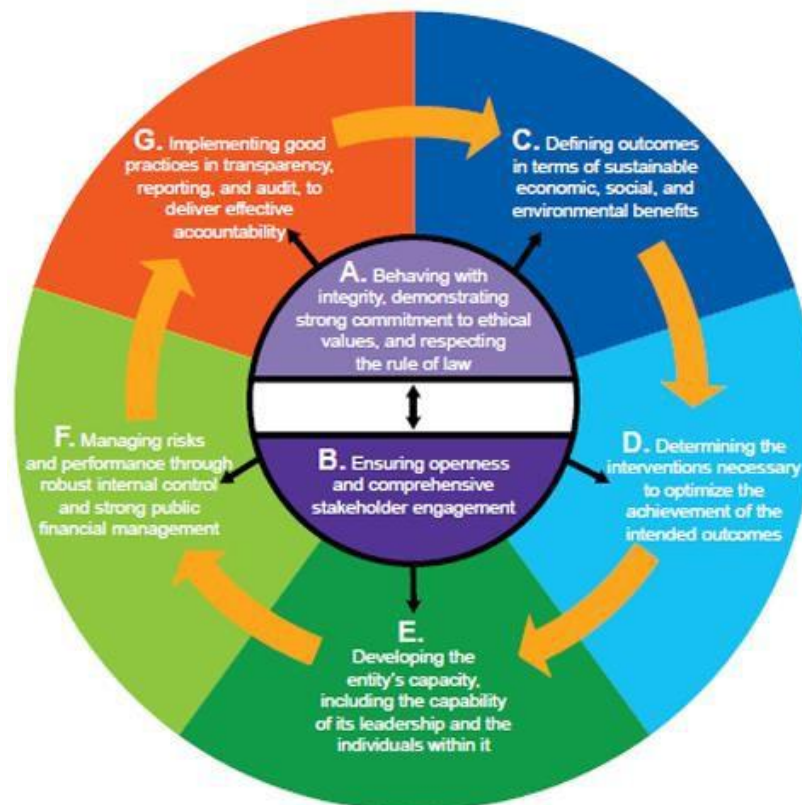 G. Implementing good
practices in transparency,
reporting, and audit, to
deliver effective
accountability
C. Defining outcomes
in terms of sustainable
economic, social, and
environmental benefits
A. Behaving with
integrity, demonstrating
strong commitment to ethical
values, and respecting
the rule of law
F. Managing risks
and performance through
robust internal control
and strong public
financial management
B. Ensuring openness
and comprehensive
stakeholder engagement
D. Determining the
interventions necessary
to optimize the
achievement of the
intended outcomes
E.
Developing the
entity's capacity,
including the capability
of its leadership and the
individuals within it